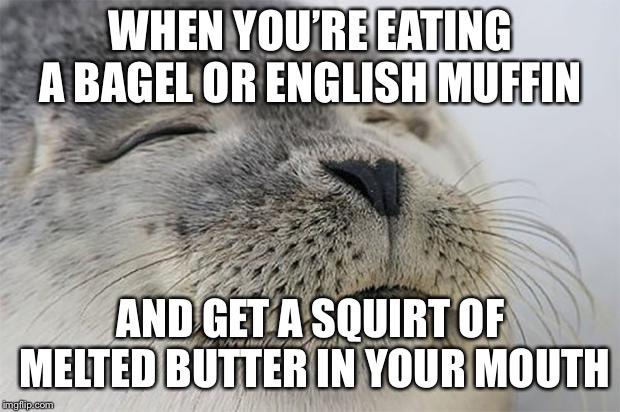 WHEN YOU'RE EATING
A BAGEL OR ENGLISH MUFFIN
AND GET A SQUIRT OF
MELTED BUTTER IN YOUR MOUTH
imgflip.com